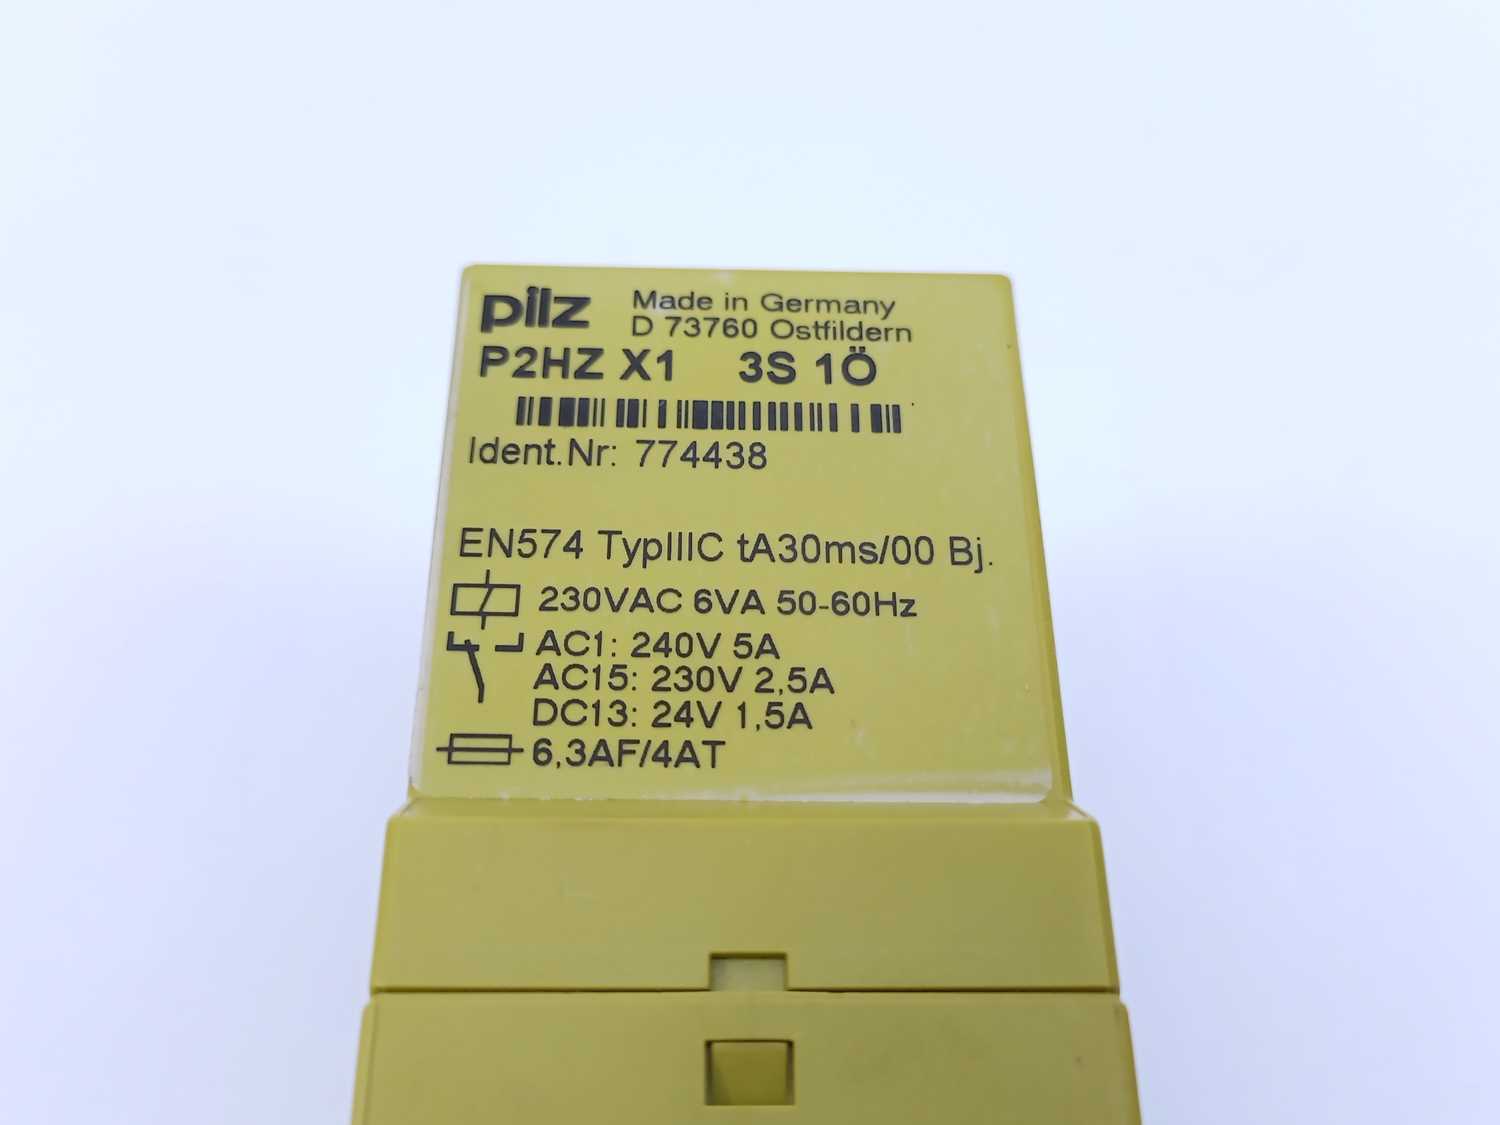 pilz Made in Germany
D 73760 Ostfildern
P2HZ X1 3S 1Ö
Ident.Nr: 774438
EN574 TypIIIC tA30ms/00 Bj.
230VAC 6VA 50-60Hz
AC1: 240V 5A
AC15: 230V 2,5A
DC13: 24V 1,5A
6,3AF/4AT